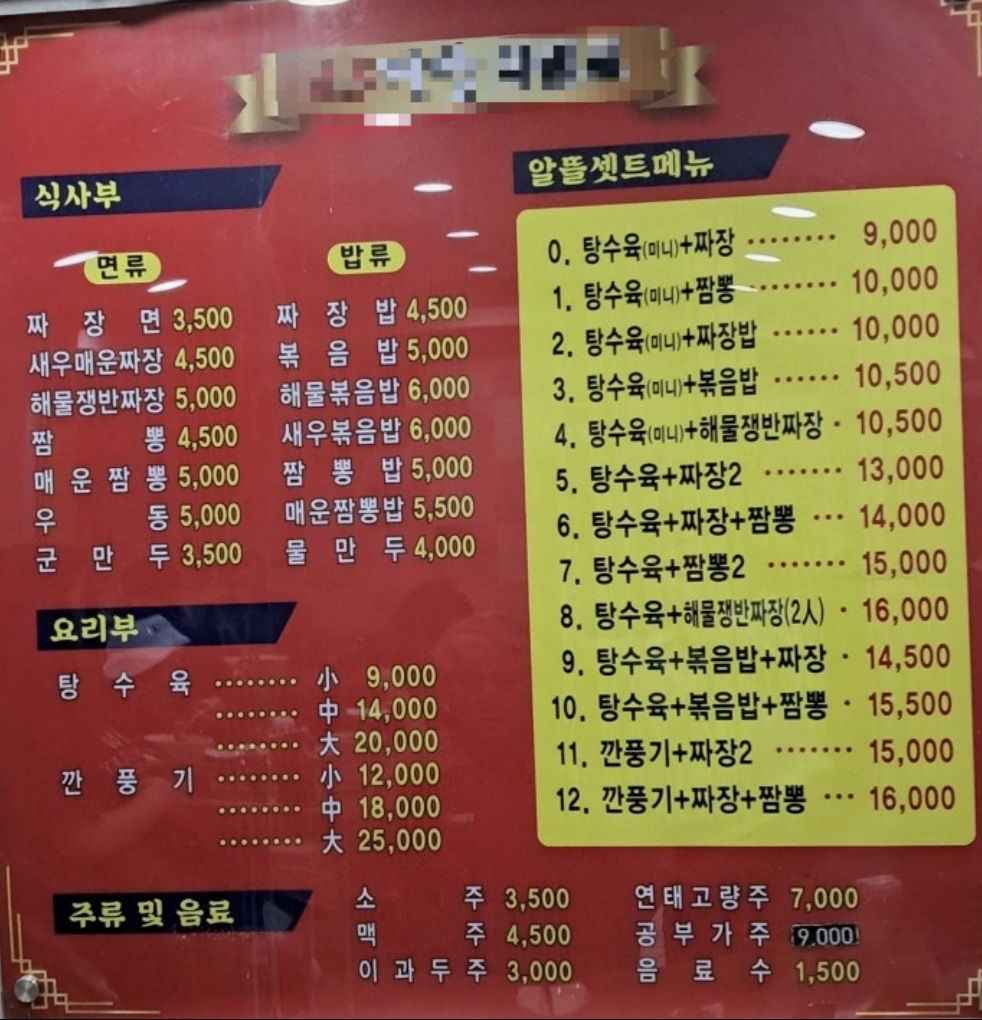 식사부
면류
짜장면 3,500
새우매운짜장 4,500
해물쟁반짜장 5,000
짬뽕 4,500
매운짬뽕 5,000
우동 5,000
군만두 3,500
밥류
짜장밥 4,500
볶음밥 5,000
해물볶음밥 6,000
새우볶음밥 6,000
짬뽕밥 5,000
매운짬뽕밥 5,500
물만두 4,000
요리부
탕수육 ········ 小 9,000
········ 中 14,000
········ 大 20,000
깐풍기 ········ 小 12,000
········ 中 18,000
········ 大 25,000
알뜰셋트메뉴
0. 탕수육(미니)+짜장 ········ 9,000
1. 탕수육(미니)+짬뽕 ········ 10,000
2. 탕수육(미니)+짜장밥 ······ 10,000
3. 탕수육(미니)+볶음밥 ······ 10,500
4. 탕수육(미니)+해물쟁반짜장 · 10,500
5. 탕수육+짜장2 ······· 13,000
6. 탕수육+짜장+짬뽕 ··· 14,000
7. 탕수육+짬뽕2 ······· 15,000
8. 탕수육+해물쟁반짜장(2人) · 16,000
9. 탕수육+볶음밥+짜장 · 14,500
10. 탕수육+볶음밥+짬뽕 · 15,500
11. 깐풍기+짜장2 ······· 15,000
12. 깐풍기+짜장+짬뽕 ··· 16,000
주류 및 음료
소주 3,500
맥주 4,500
이과두주 3,000
연태고량주 7,000
공부가주 9,000
음료수 1,500